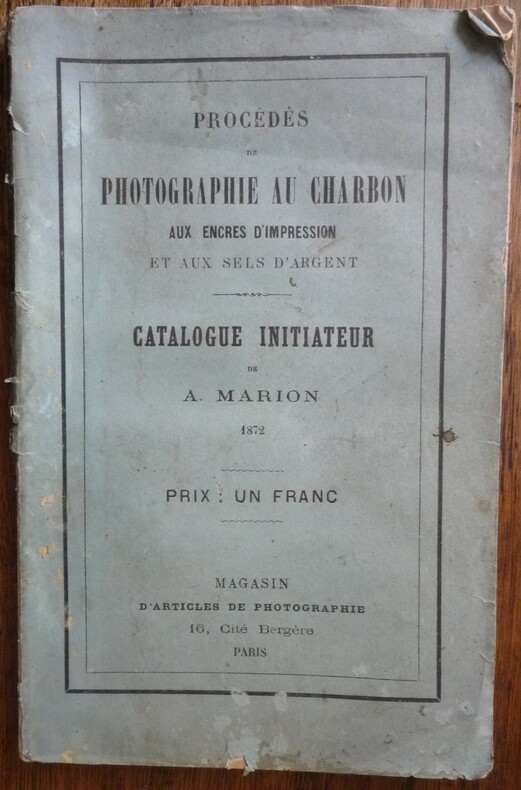 PROCÉDÉS
DE
PHOTOGRAPHIE AU CHARBON
AUX ENCRES D'IMPRESSION
ET AUX SELS D'ARGENT
CATALOGUE INITIATEUR
DE
A. MARION
1872
PRIX : UN FRANC
MAGASIN
D'ARTICLES DE PHOTOGRAPHIE
16, Cité Bergère
PARIS